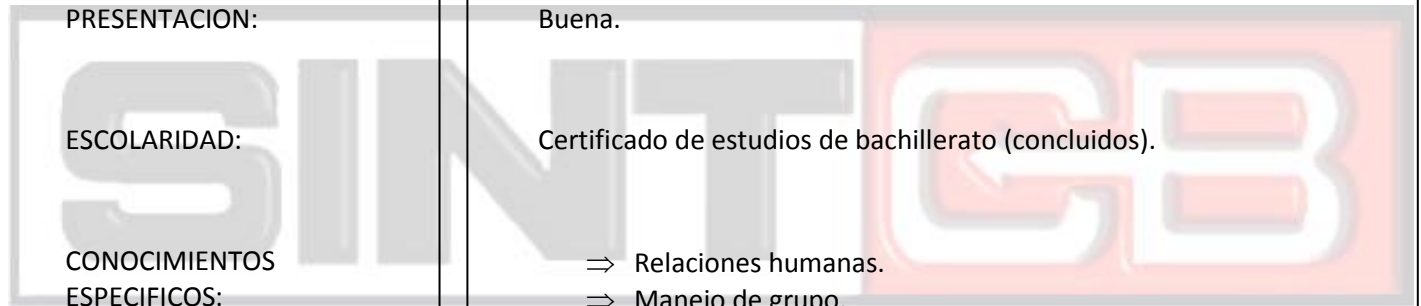 PRESENTACION: Buena.
SINTCB
ESCOLARIDAD: Certificado de estudios de bachillerato (concluidos).
CONOCIMIENTOS ⇒ Relaciones humanas.
ESPECIFICOS: ⇒ Manejo de grupo.